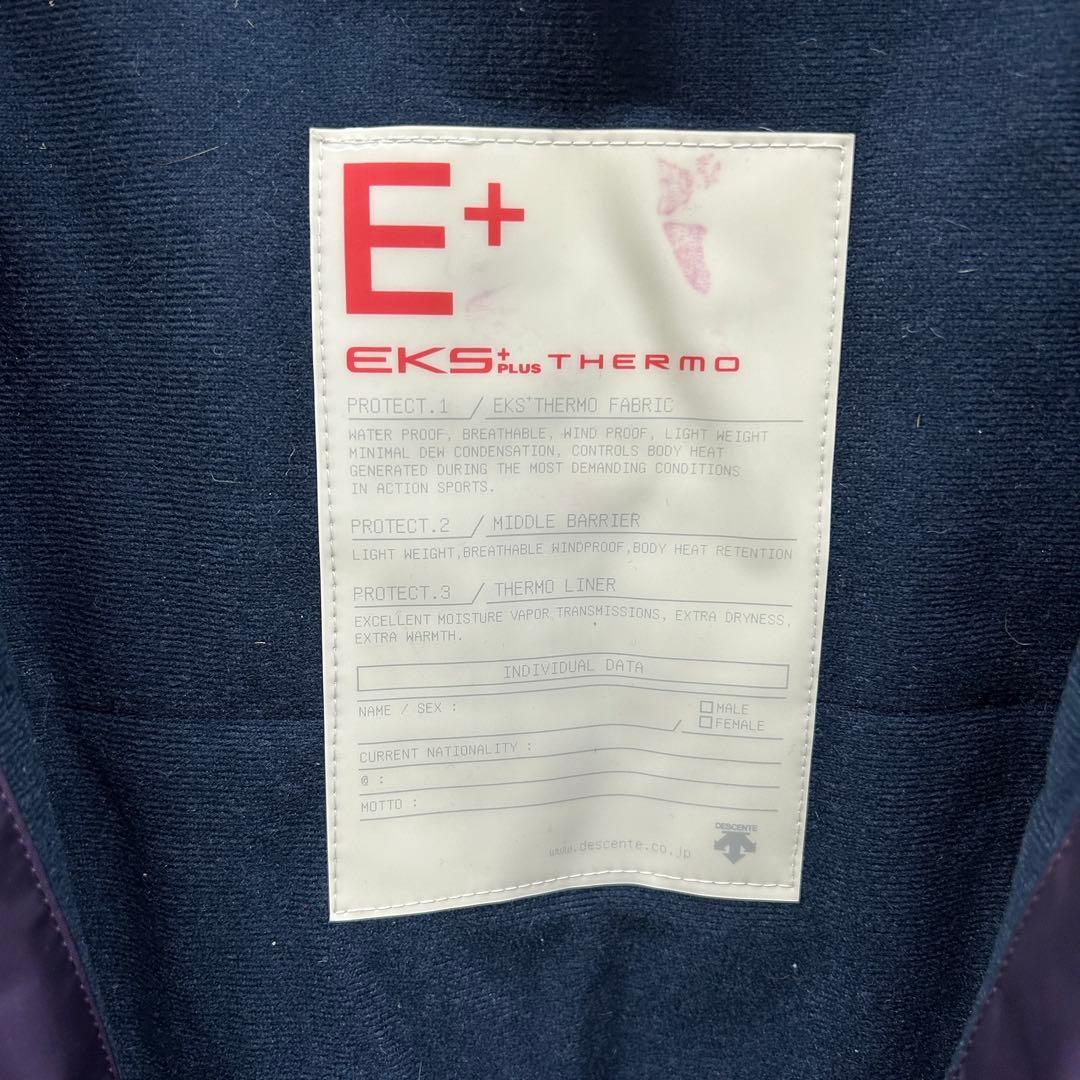 E+
EKS+PLUS THERMO
PROTECT.1 / EKS+THERMO FABRIC
WATER PROOF, BREATHABLE, WIND PROOF, LIGHT WEIGHT
MINIMAL DEW CONDENSATION, CONTROLS BODY HEAT
GENERATED DURING THE MOST DEMANDING CONDITIONS
IN ACTION SPORTS.
PROTECT.2 / MIDDLE BARRIER
LIGHT WEIGHT,BREATHABLE WINDPROOF,BODY HEAT RETENTION
PROTECT.3 / THERMO LINER
EXCELLENT MOISTURE VAPOR TRANSMISSIONS, EXTRA DRYNESS,
EXTRA WARMTH.
INDIVIDUAL DATA
NAME / SEX : / □MALE
□FEMALE
CURRENT NATIONALITY :
@ :
MOTTO :
DESCENTE
www.descente.co.jp